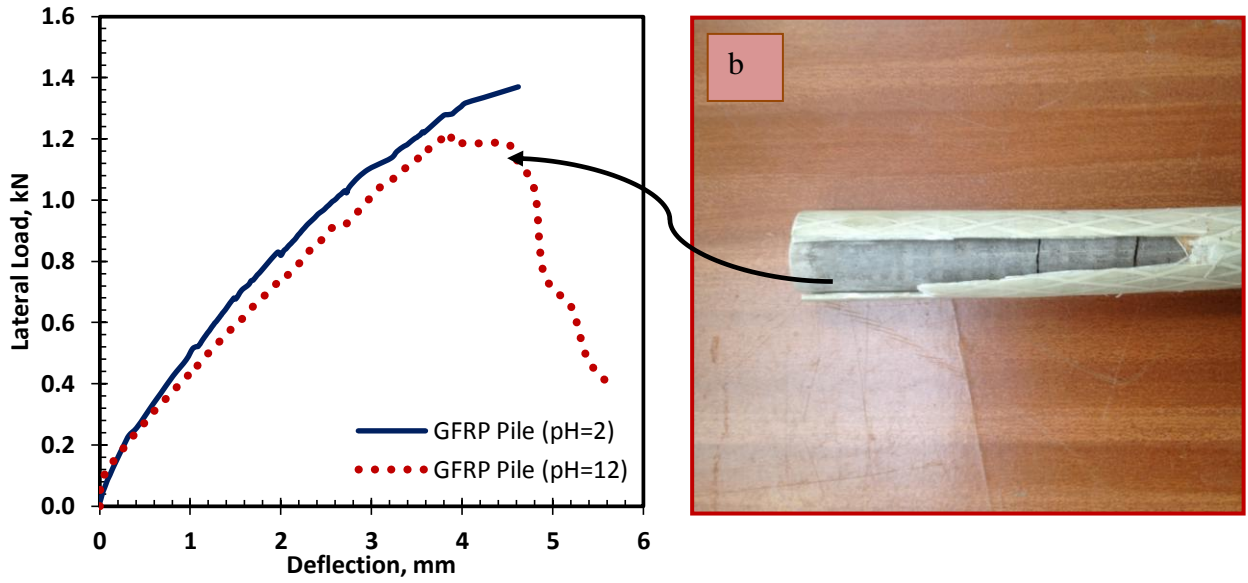 1.6
1.4
1.2
1.0
0.8
0.6
0.4
0.2
0.0
Lateral Load, kN
GFRP Pile (pH=2)
GFRP Pile (pH=12)
0 1 2 3 4 5 6
Deflection, mm
b